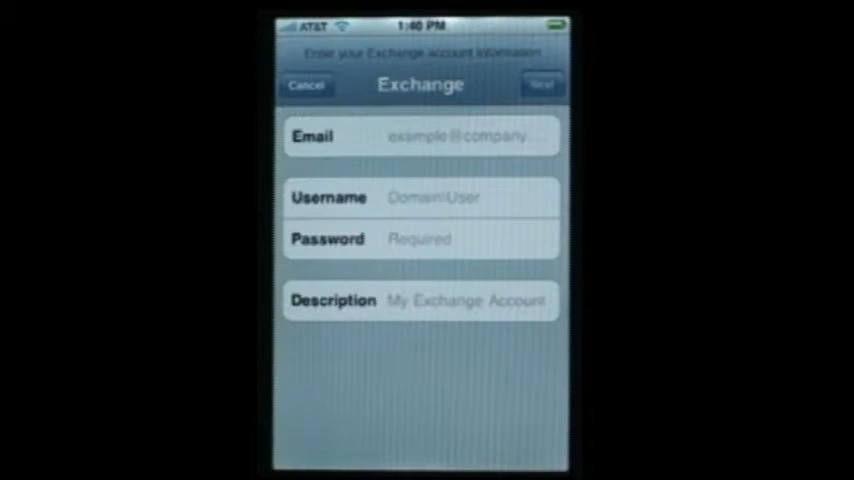 AT&T 1:40 PM
Enter your Exchange account information
Cancel Exchange Next
Email example@company....
Username Domain\User
Password Required
Description My Exchange Account